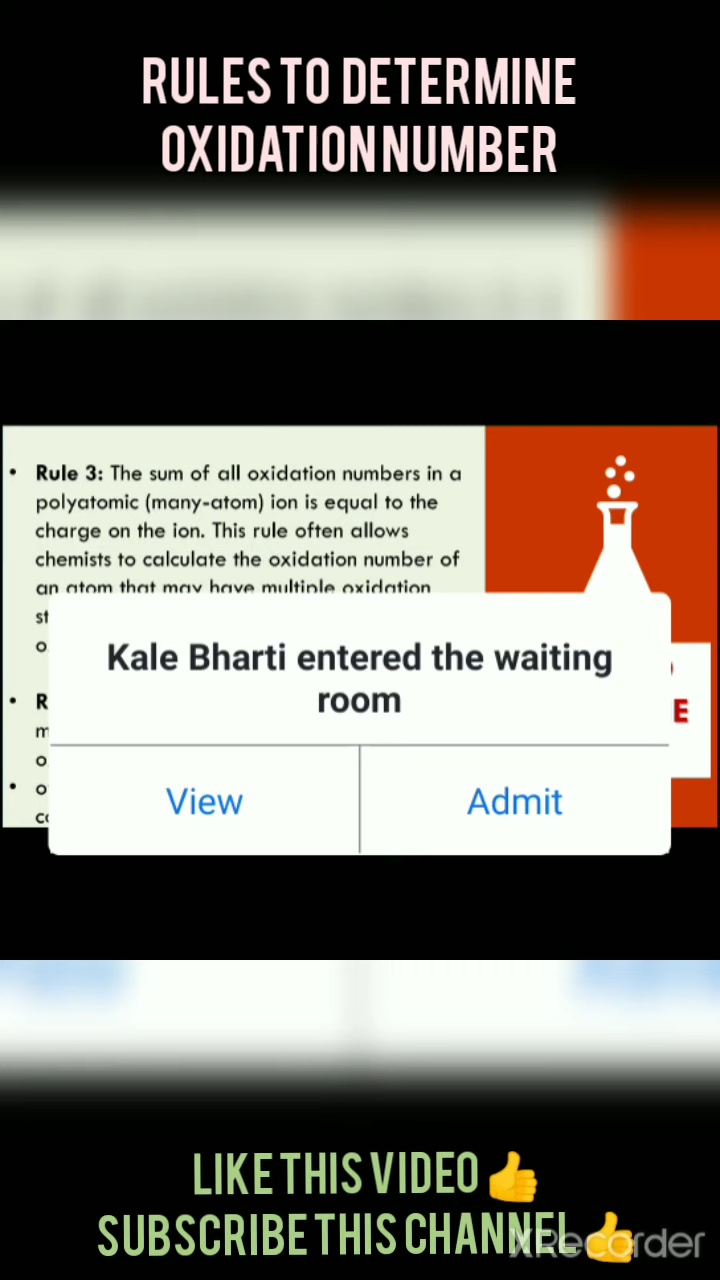 RULES TO DETERMINE
OXIDATION NUMBER
• Rule 3: The sum of all oxidation numbers in a
polyatomic (many-atom) ion is equal to the
charge on the ion. This rule often allows
chemists to calculate the oxidation number of
an atom that may have multiple oxidation
Kale Bharti entered the waiting
room
View
Admit
LIKE THIS VIDEO 👍
SUBSCRIBE THIS CHANNEL 👍
XRecorder